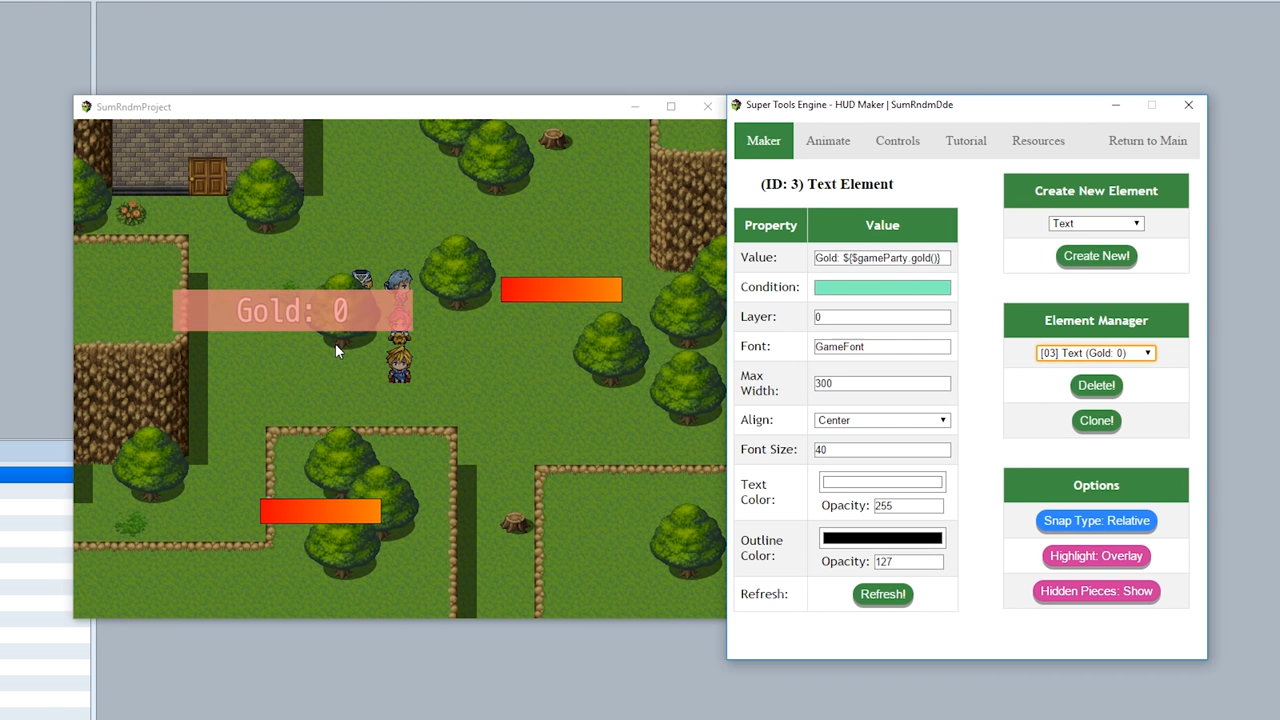 SumRndmProject
Gold: 0
Super Tools Engine - HUD Maker | SumRndmDde
Maker Animate Controls Tutorial Resources Return to Main
(ID: 3) Text Element
Property Value
Value: Gold: ${$gameParty.gold()}
Condition:
Layer: 0
Font: GameFont
Max
Width: 300
Align: Center
Font Size: 40
Text
Color:
Opacity: 255
Outline
Color:
Opacity: 127
Refresh: Refresh!
Create New Element
Text
Create New!
Element Manager
[03] Text (Gold: 0)
Delete!
Clone!
Options
Snap Type: Relative
Highlight: Overlay
Hidden Pieces: Show